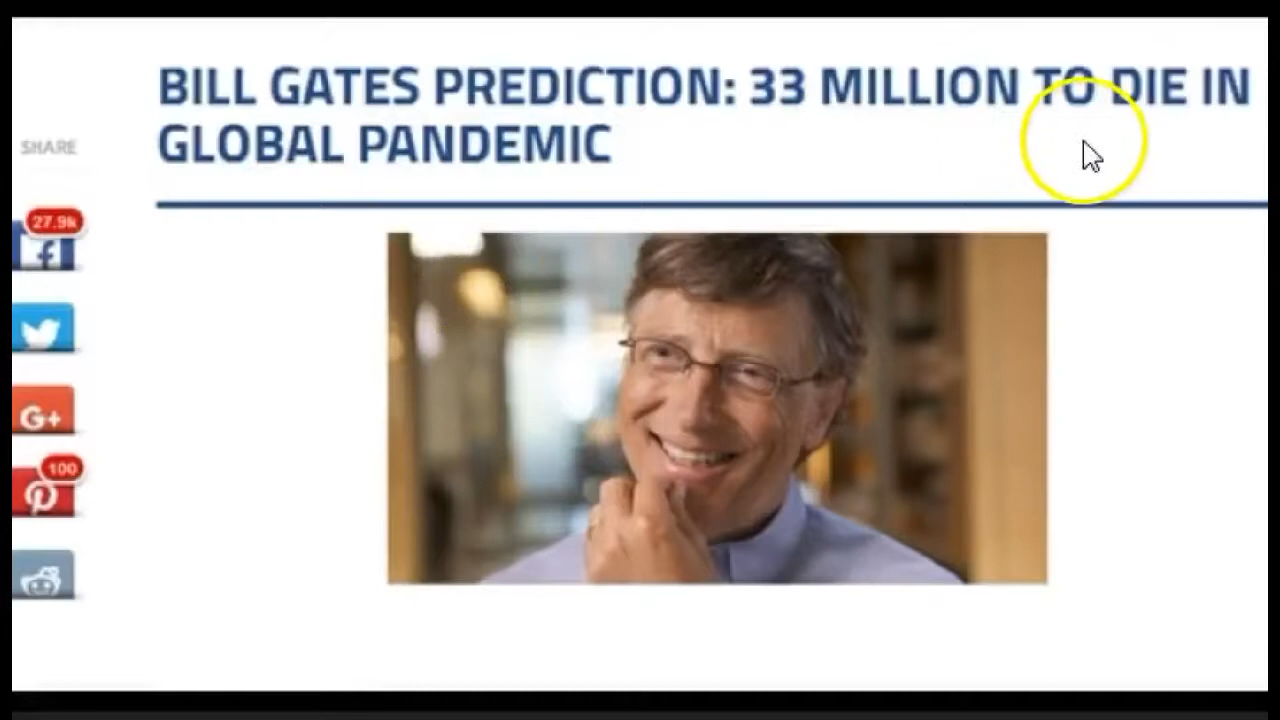 BILL GATES PREDICTION: 33 MILLION TO DIE IN
GLOBAL PANDEMIC
SHARE
27.9k
f
G+
100